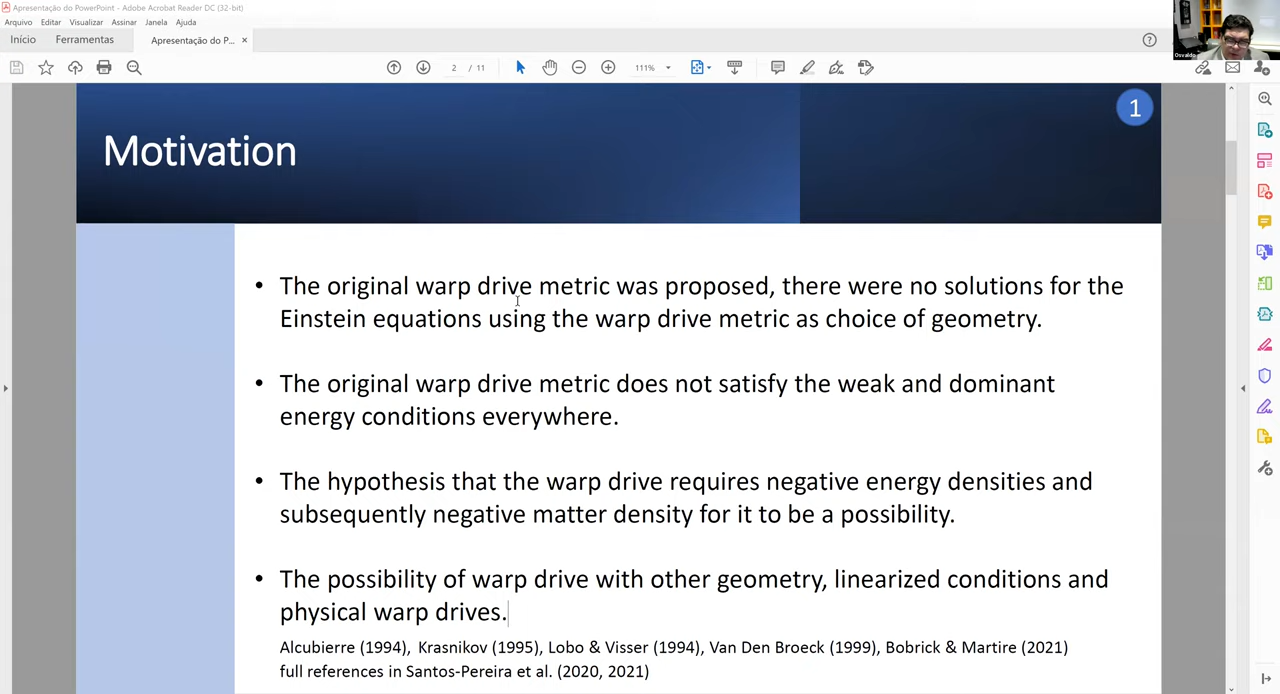 Apresentação do PowerPoint - Adobe Acrobat Reader DC (32-bit)
Arquivo Editar Visualizar Assinar Janela Ajuda
Início Ferramentas Apresentação do P... ×
2 / 11 111%
Osvaldo
1
Motivation
• The original warp drive metric was proposed, there were no solutions for the
Einstein equations using the warp drive metric as choice of geometry.
• The original warp drive metric does not satisfy the weak and dominant
energy conditions everywhere.
• The hypothesis that the warp drive requires negative energy densities and
subsequently negative matter density for it to be a possibility.
• The possibility of warp drive with other geometry, linearized conditions and
physical warp drives.
Alcubierre (1994), Krasnikov (1995), Lobo & Visser (1994), Van Den Broeck (1999), Bobrick & Martire (2021)
full references in Santos-Pereira et al. (2020, 2021)